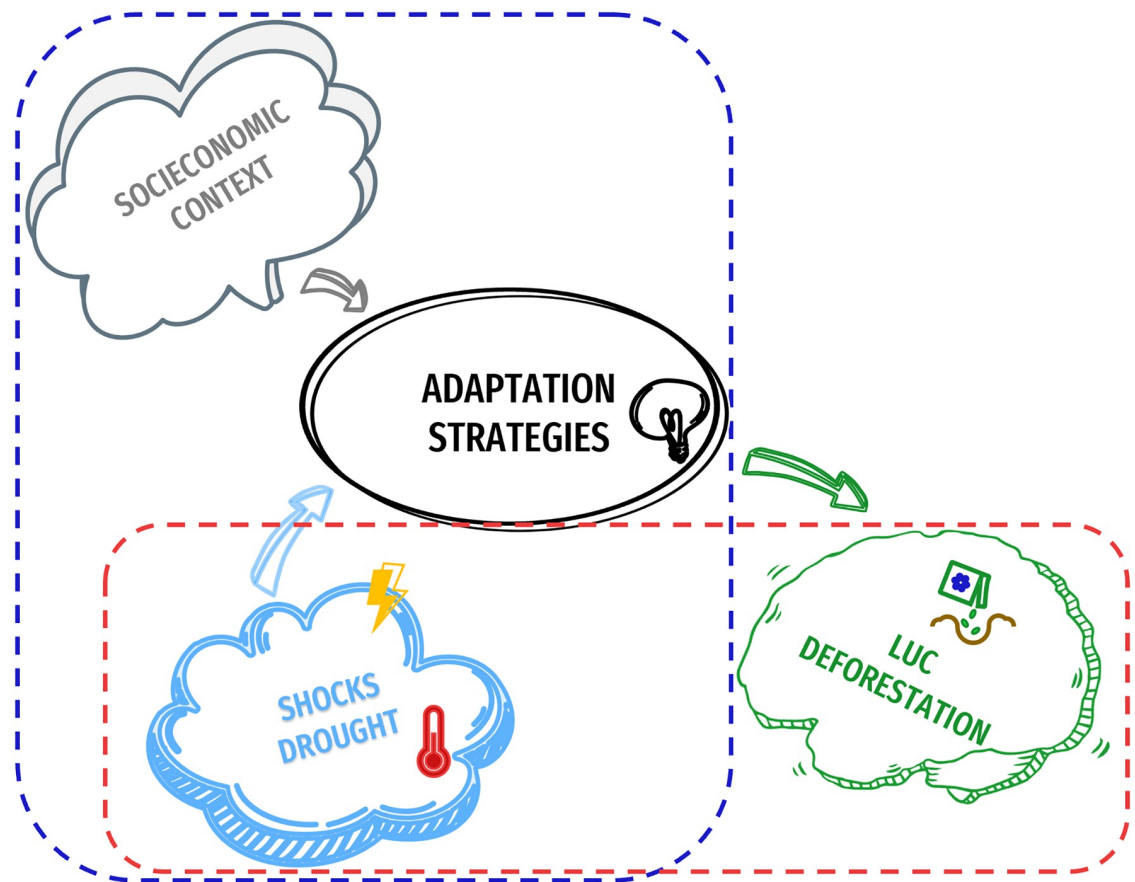 SOCIECONOMIC
CONTEXT
ADAPTATION
STRATEGIES
SHOCKS
DROUGHT
LUC
DEFORESTATION